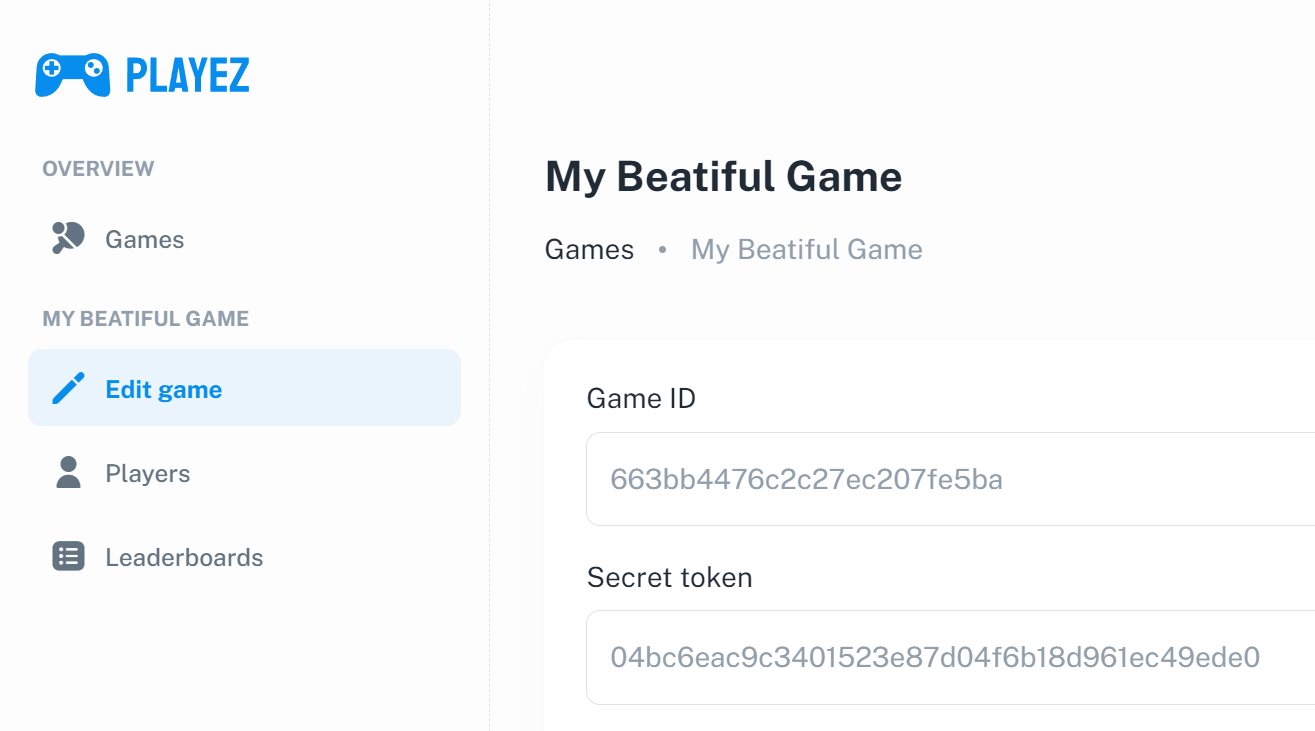 PLAYEZ
OVERVIEW
Games
MY BEATIFUL GAME
Edit game
Players
Leaderboards
My Beatiful Game
Games • My Beatiful Game
Game ID
663bb4476c2c27ec207fe5ba
Secret token
04bc6eac9c3401523e87d04f6b18d961ec49ede0